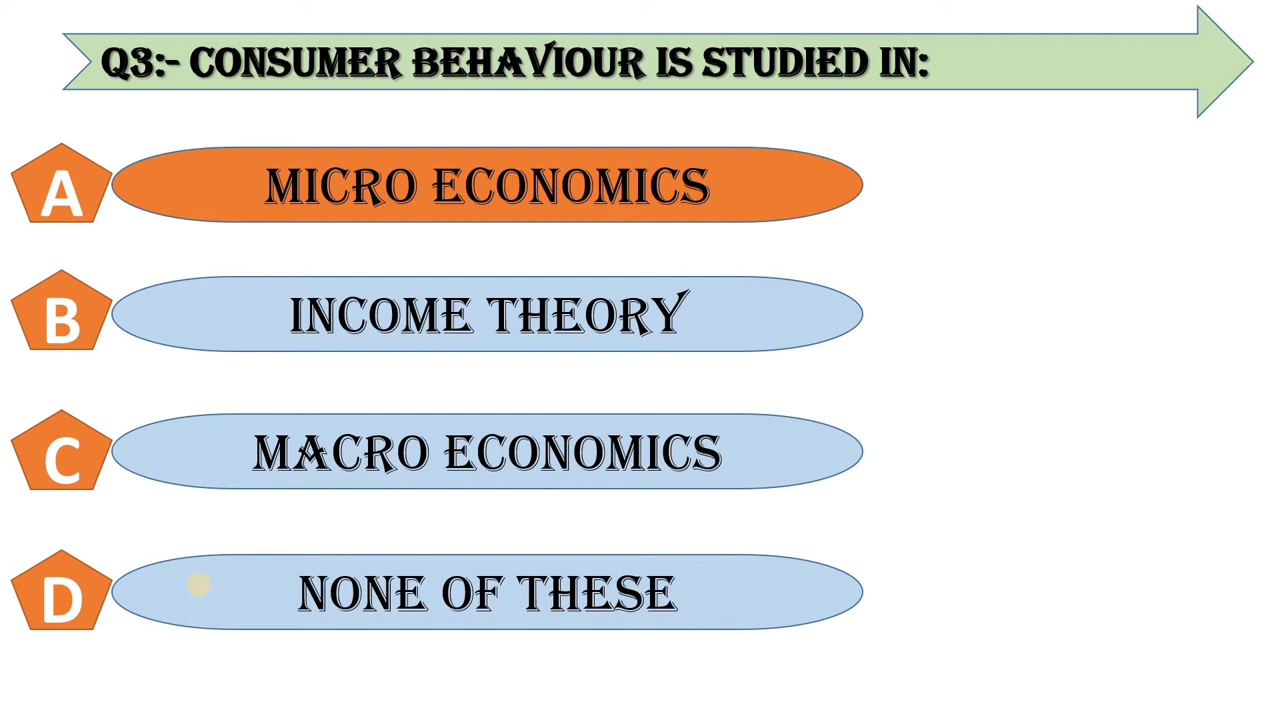 Q3:- CONSUMER BEHAVIOUR IS STUDIED IN:
A MICRO ECONOMICS
B INCOME THEORY
C MACRO ECONOMICS
D NONE OF THESE